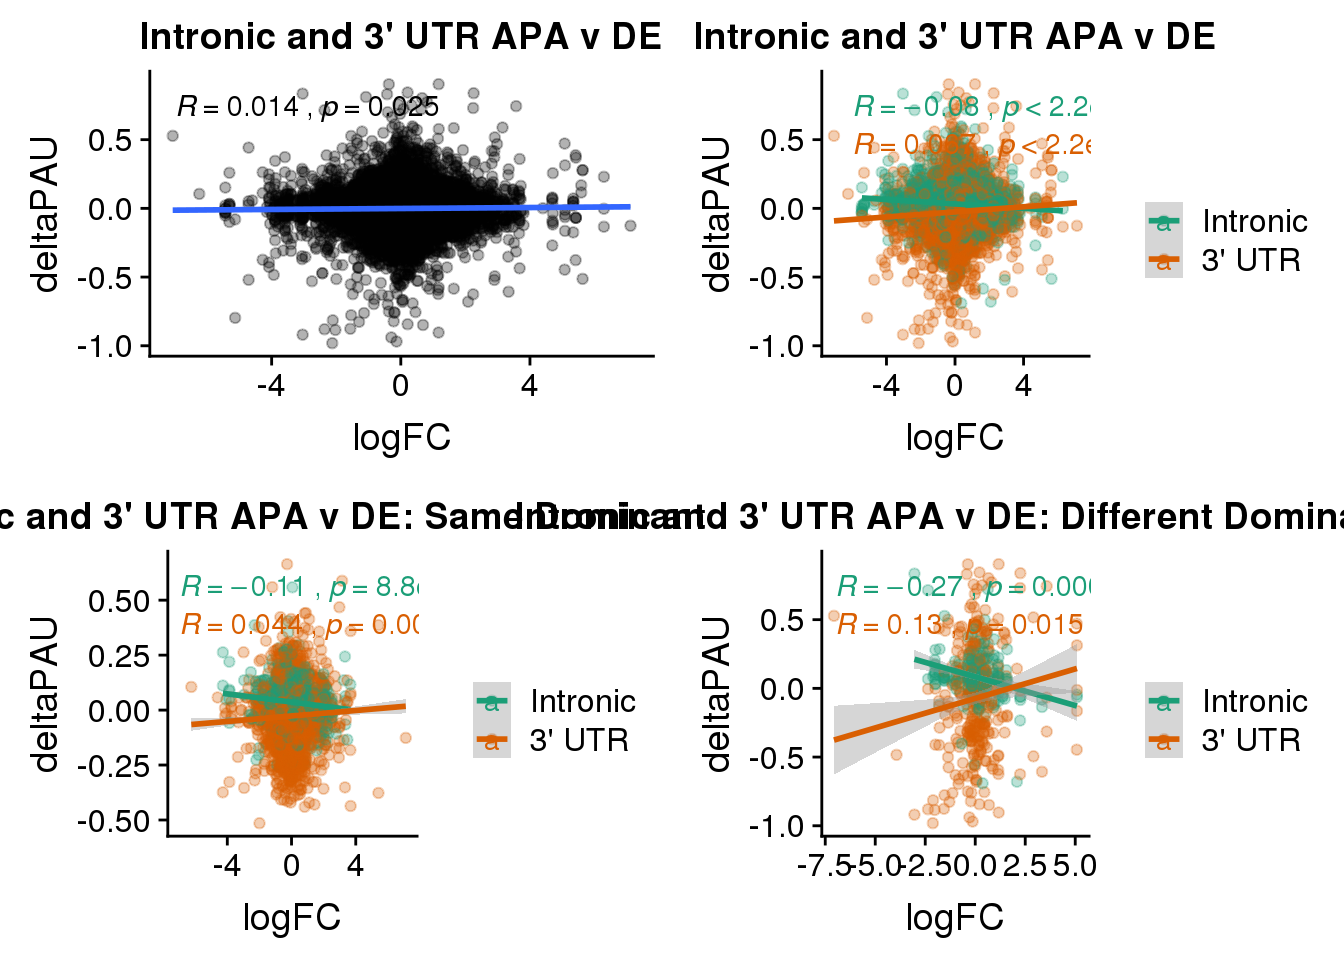 Intronic and 3' UTR APA v DE
R = 0.014 , p = 0.025
deltaPAU
0.5
0.0
-0.5
-1.0
-4 0 4
logFC
Intronic and 3' UTR APA v DE
R = −0.08 , p < 2.2
R = , p < 2.2e
deltaPAU
0.5
0.0
-0.5
-1.0
-4 0 4
logFC
a Intronic
a 3' UTR
c and 3' UTR APA v DE: Same Dominant
R = −0.11 , p = 8.8
R = 0.044 , p = 0.00
deltaPAU
0.50
0.25
0.00
-0.25
-0.50
-4 0 4
logFC
a Intronic
a 3' UTR
Intronic and 3' UTR APA v DE: Different Domina
R = −0.27 , p = 0.000
R = 0.13 , p = 0.015
deltaPAU
0.5
0.0
-0.5
-1.0
-7.5 -5.0 -2.5 0.0 2.5 5.0
logFC
a Intronic
a 3' UTR